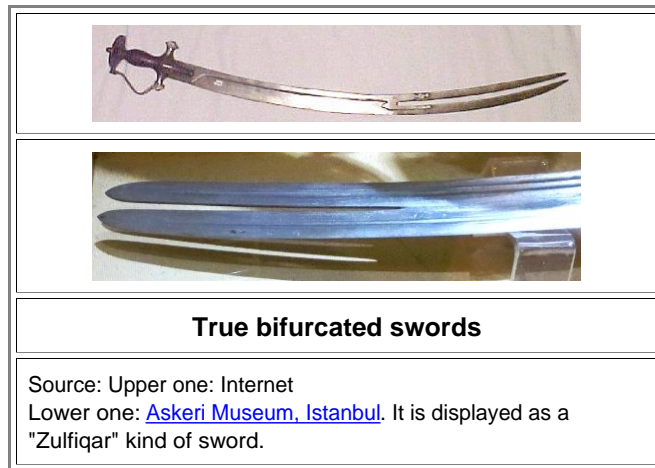 True bifurcated swords
Source: Upper one: Internet
Lower one: Askeri Museum, Istanbul. It is displayed as a
"Zulfiqar" kind of sword.